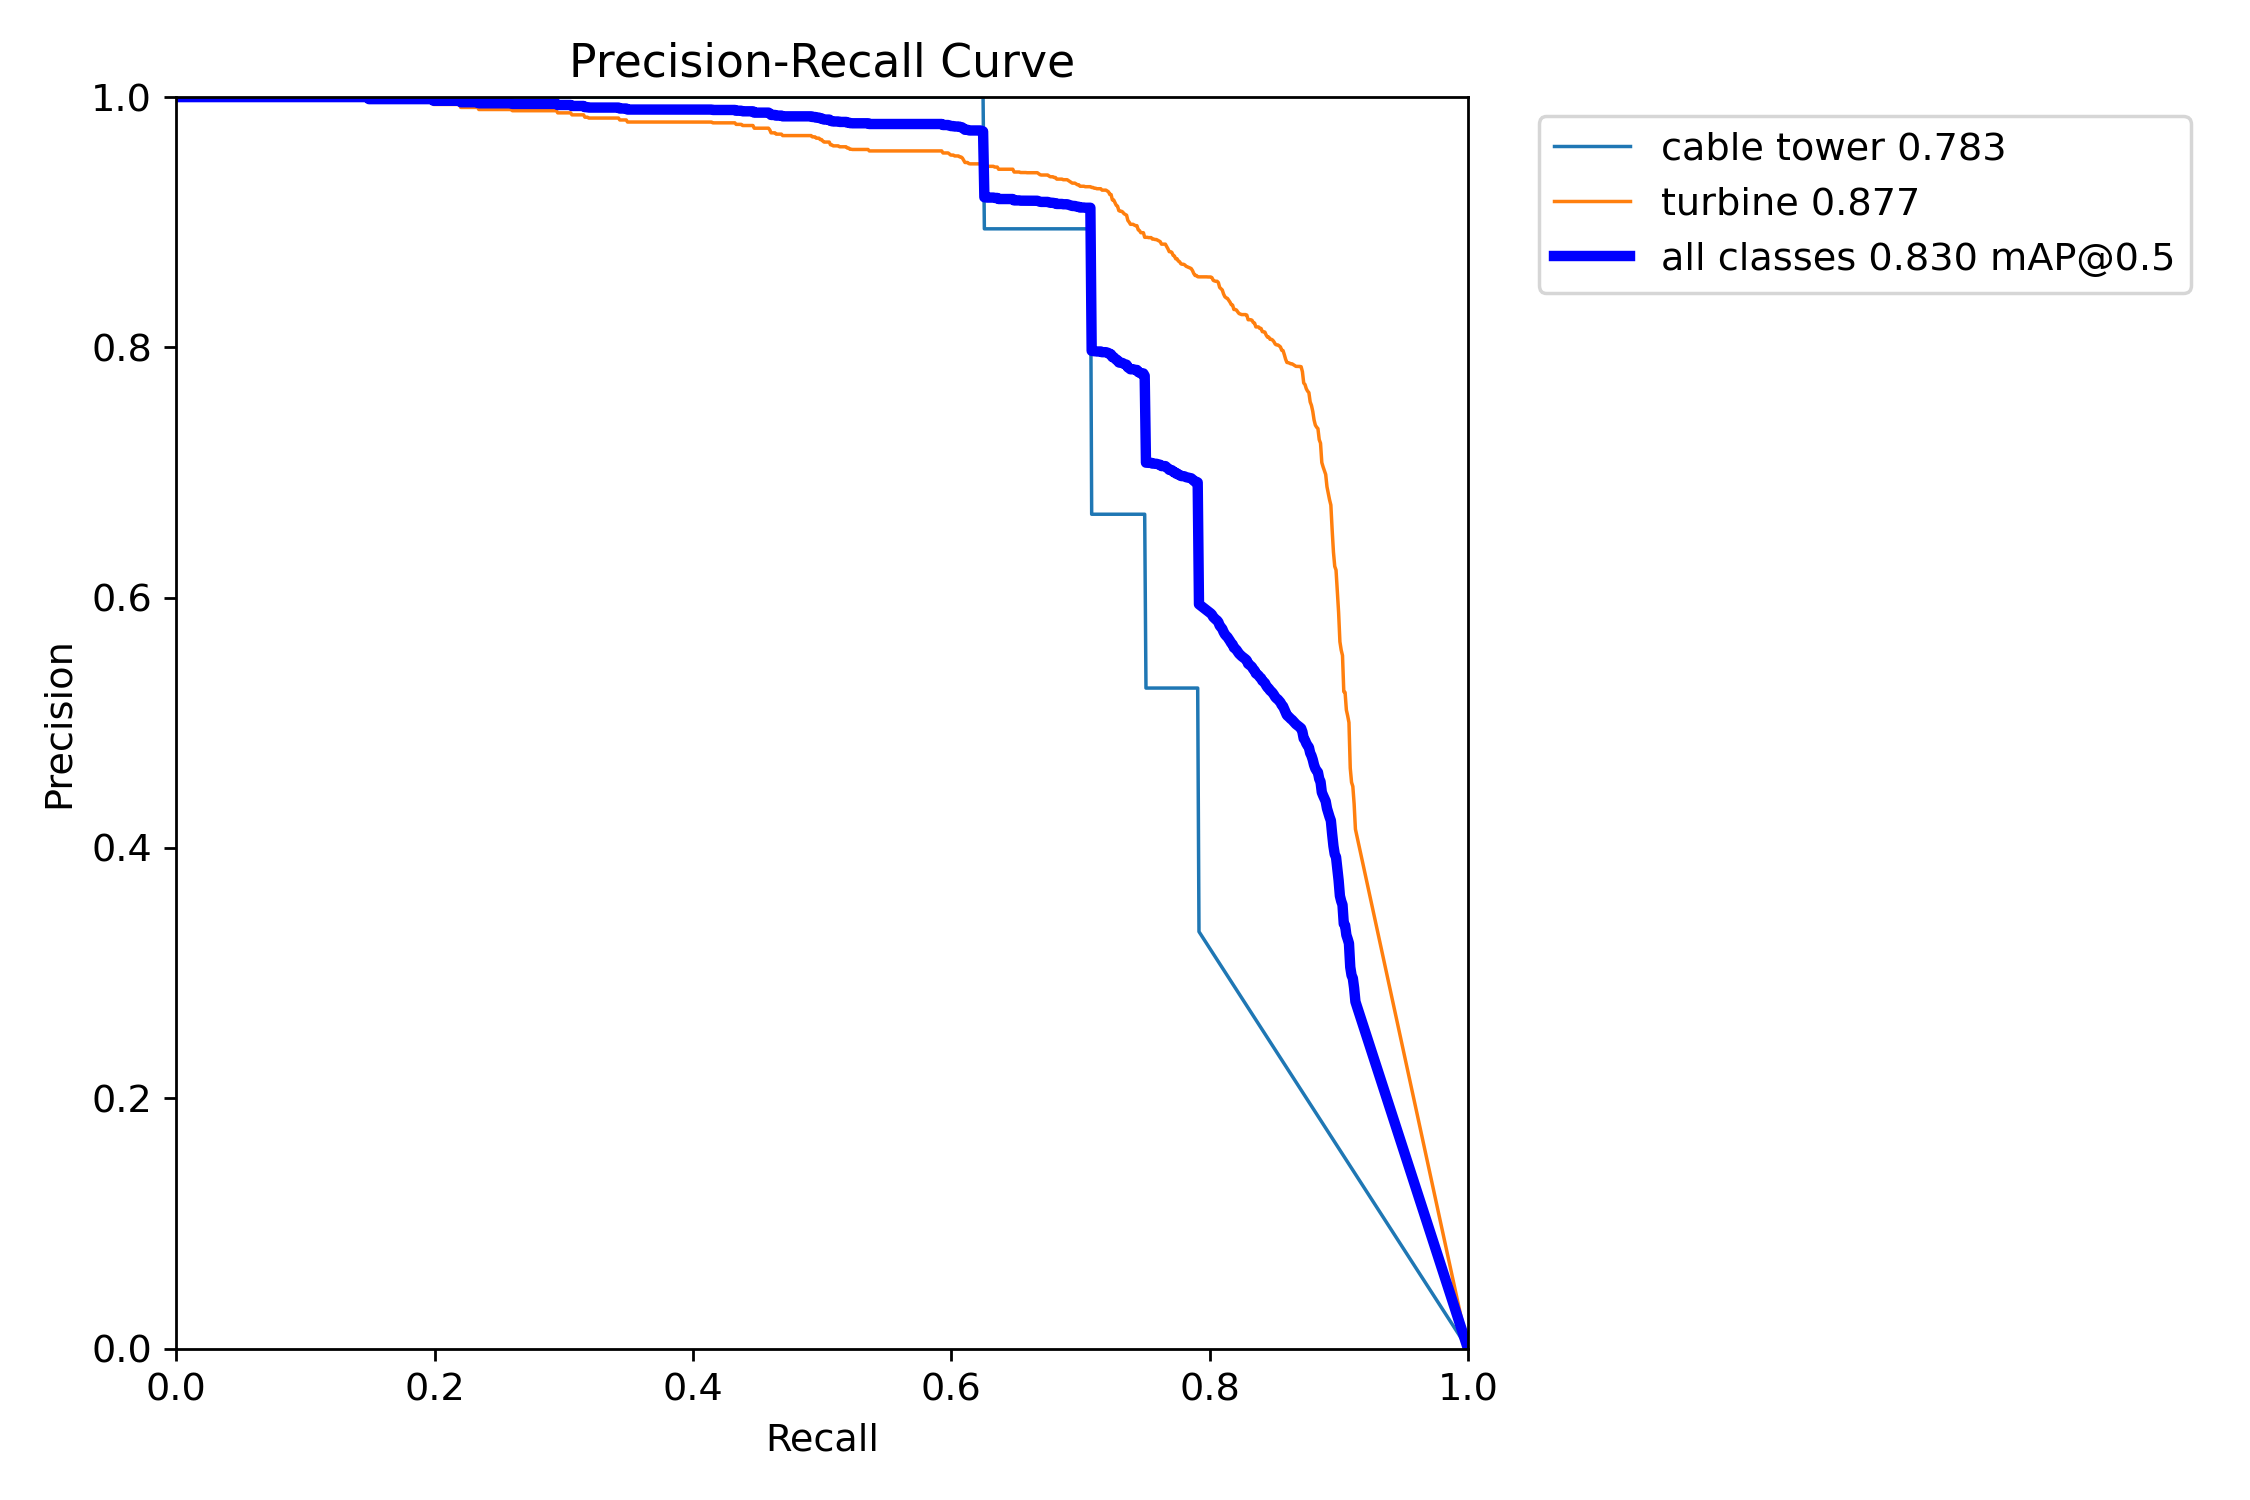 Precision-Recall Curve
1.0
0.8
0.6
0.4
0.2
0.0
Precision
0.0 0.2 0.4 0.6 0.8 1.0
Recall
cable tower 0.783
turbine 0.877
all classes 0.830 mAP@0.5